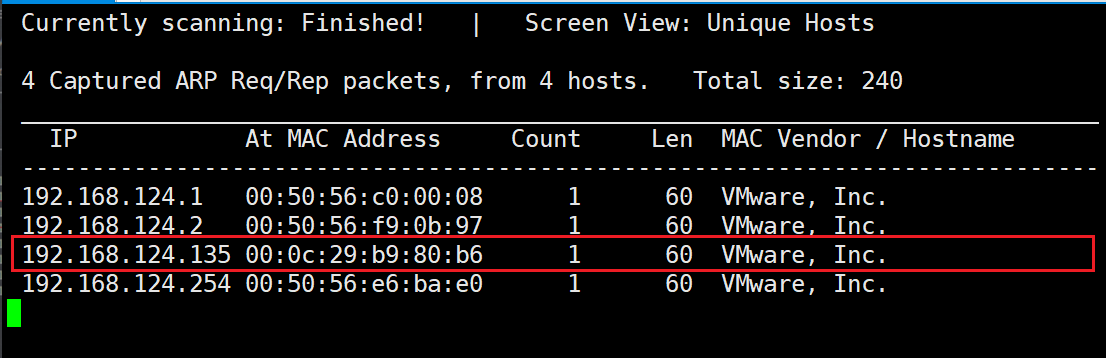 Currently scanning: Finished!   |   Screen View: Unique Hosts
4 Captured ARP Req/Rep packets, from 4 hosts.   Total size: 240
_____________________________________________________________________________
IP            At MAC Address     Count     Len  MAC Vendor / Hostname
-----------------------------------------------------------------------------
192.168.124.1   00:50:56:c0:00:08      1      60  VMware, Inc.
192.168.124.2   00:50:56:f9:0b:97      1      60  VMware, Inc.
192.168.124.135 00:0c:29:b9:80:b6      1      60  VMware, Inc.
192.168.124.254 00:50:56:e6:ba:e0      1      60  VMware, Inc.